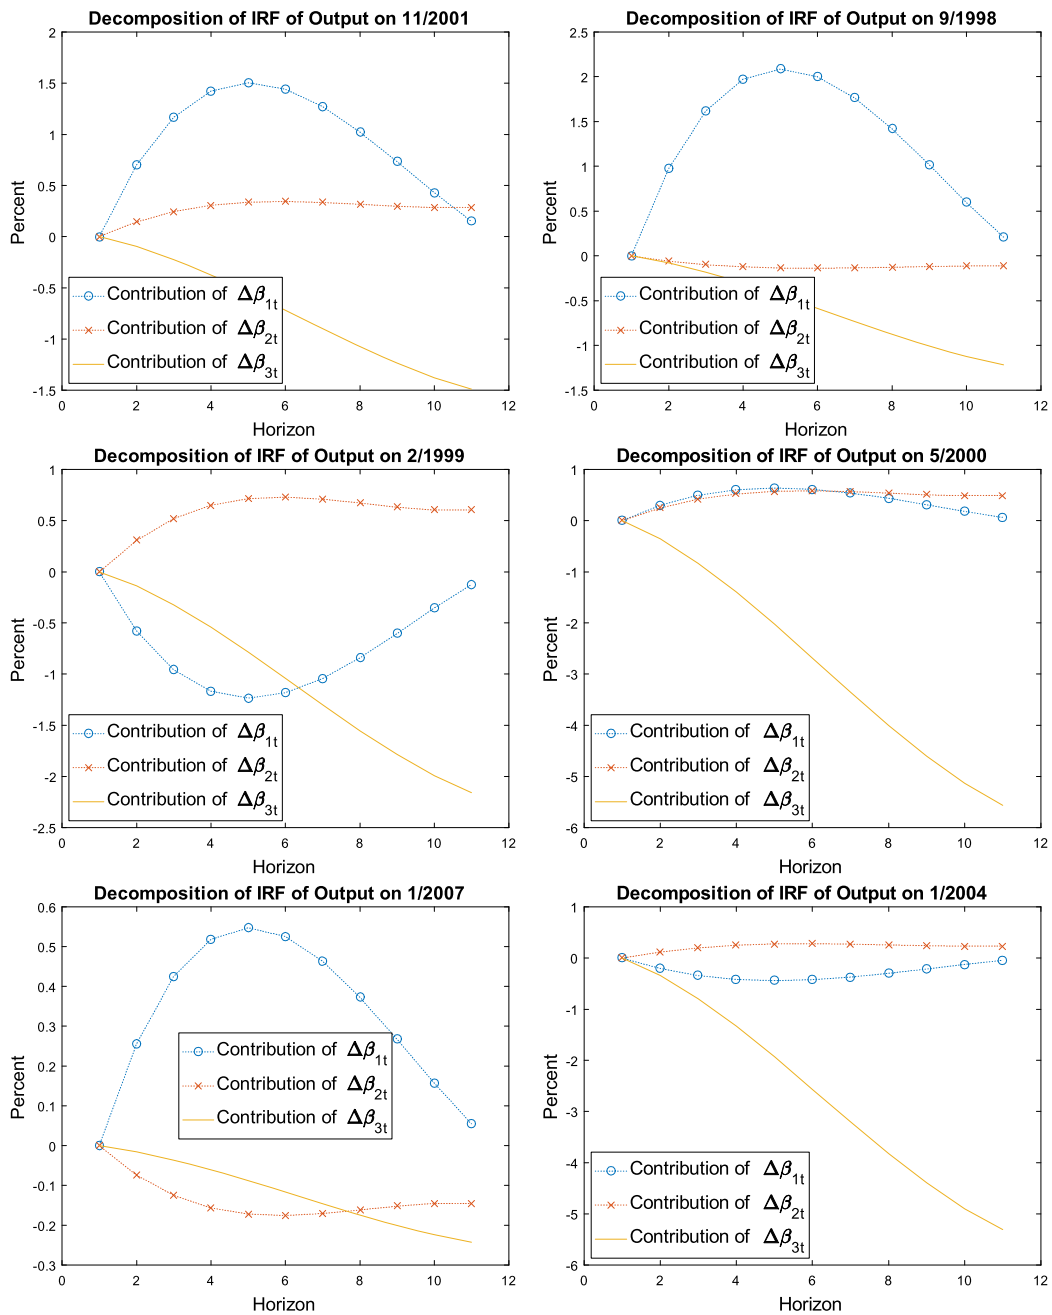 Decomposition of IRF of Output on 11/2001
2
1.5
1
0.5
0
-0.5
-1
-1.5
Percent
Contribution of Δβ1t
Contribution of Δβ2t
Contribution of Δβ3t
0 2 4 6 8 10 12
Horizon
Decomposition of IRF of Output on 9/1998
2.5
2
1.5
1
0.5
0
-0.5
-1
-1.5
Percent
Contribution of Δβ1t
Contribution of Δβ2t
Contribution of Δβ3t
0 2 4 6 8 10 12
Horizon
Decomposition of IRF of Output on 2/1999
1
0.5
0
-0.5
-1
-1.5
-2
-2.5
Percent
Contribution of Δβ1t
Contribution of Δβ2t
Contribution of Δβ3t
0 2 4 6 8 10 12
Horizon
Decomposition of IRF of Output on 5/2000
1
0
-1
-2
-3
-4
-5
-6
Percent
Contribution of Δβ1t
Contribution of Δβ2t
Contribution of Δβ3t
0 2 4 6 8 10 12
Horizon
Decomposition of IRF of Output on 1/2007
0.6
0.5
0.4
0.3
0.2
0.1
0
-0.1
-0.2
-0.3
Percent
Contribution of Δβ1t
Contribution of Δβ2t
Contribution of Δβ3t
0 2 4 6 8 10 12
Horizon
Decomposition of IRF of Output on 1/2004
1
0
-1
-2
-3
-4
-5
-6
Percent
Contribution of Δβ1t
Contribution of Δβ2t
Contribution of Δβ3t
0 2 4 6 8 10 12
Horizon